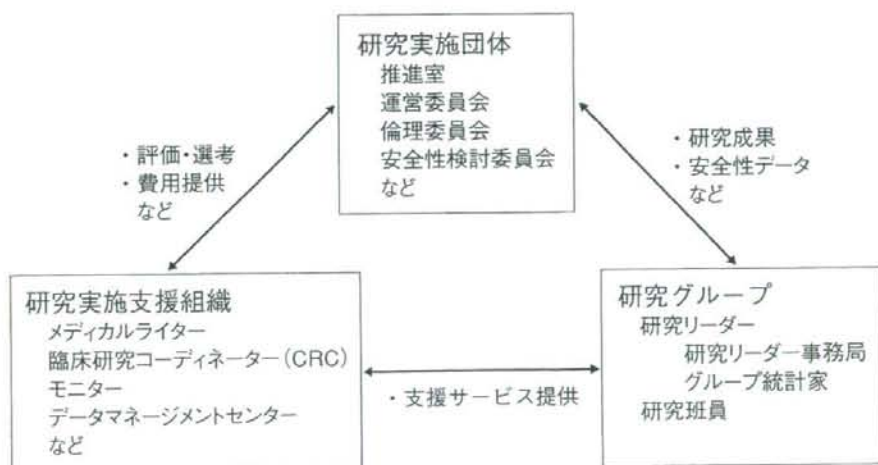 研究実施団体
推進室
運営委員会
倫理委員会
安全性検討委員会
など
・評価・選考
・費用提供
など
・研究成果
・安全性データ
など
研究実施支援組織
メディカルライター
臨床研究コーディネーター（CRC）
モニター
データマネージメントセンター
など
・支援サービス提供
研究グループ
研究リーダー
研究リーダー事務局
グループ統計家
研究班員